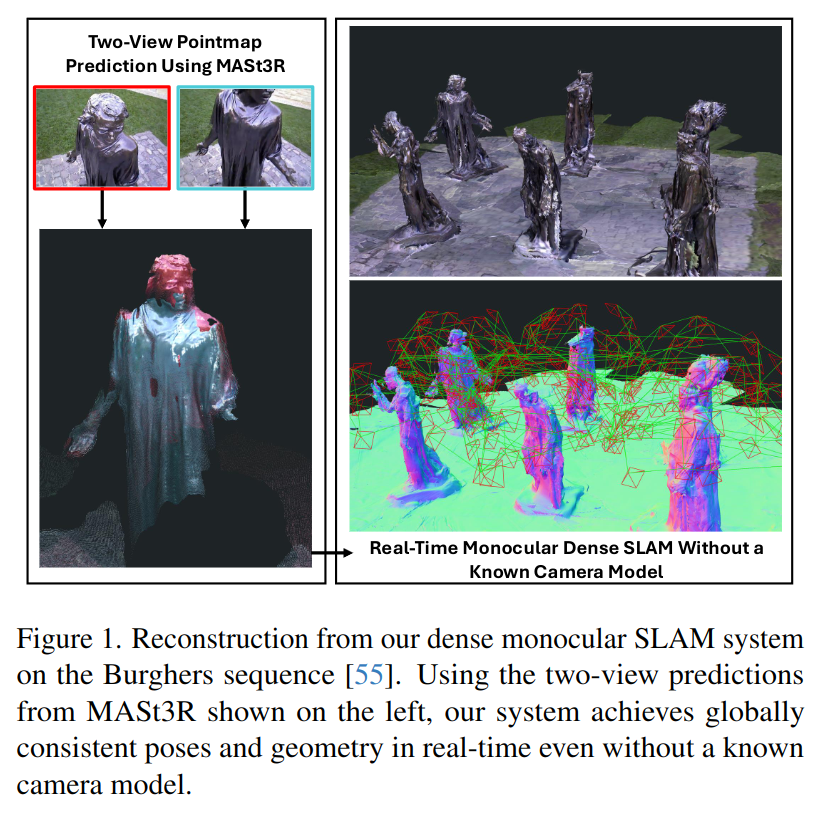 Two-View Pointmap
Prediction Using MASt3R
Real-Time Monocular Dense SLAM Without a
Known Camera Model
Figure 1. Reconstruction from our dense monocular SLAM system
on the Burghers sequence [55]. Using the two-view predictions
from MASt3R shown on the left, our system achieves globally
consistent poses and geometry in real-time even without a known
camera model.